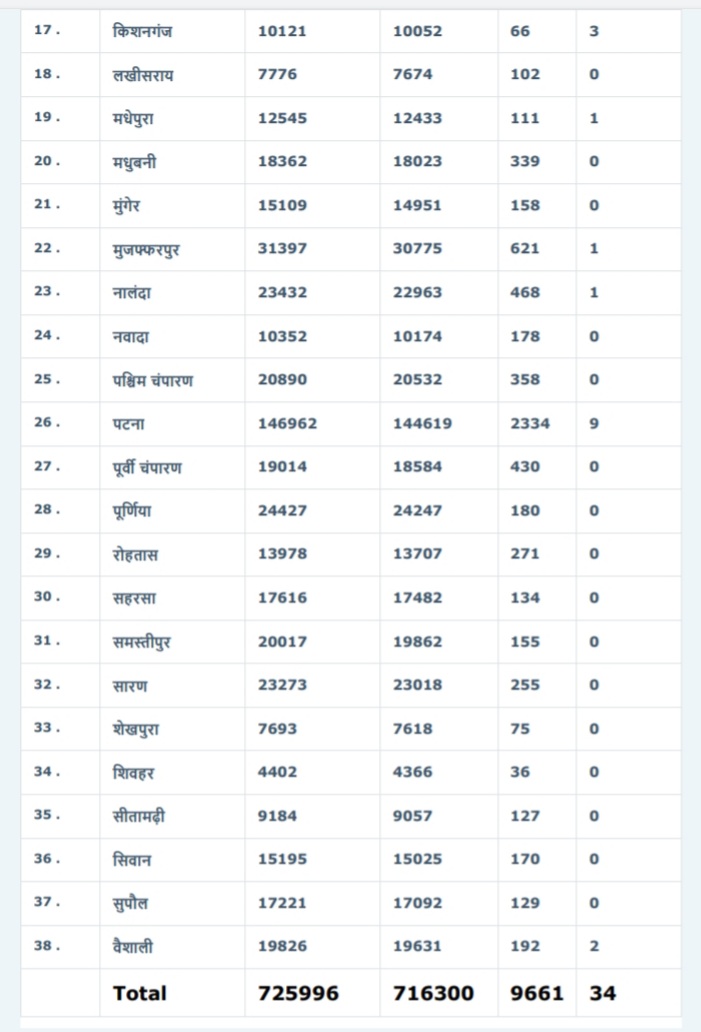 17 . किशनगंज 10121 10052 66 3
18 . लखीसराय 7776 7674 102 0
19 . मधेपुरा 12545 12433 111 1
20 . मधुबनी 18362 18023 339 0
21 . मुंगेर 15109 14951 158 0
22 . मुजफ्फरपुर 31397 30775 621 1
23 . नालंदा 23432 22963 468 1
24 . नवादा 10352 10174 178 0
25 . पश्चिम चंपारण 20890 20532 358 0
26 . पटना 146962 144619 2334 9
27 . पूर्वी चंपारण 19014 18584 430 0
28 . पूर्णिया 24427 24247 180 0
29 . रोहतास 13978 13707 271 0
30 . सहरसा 17616 17482 134 0
31 . समस्तीपुर 20017 19862 155 0
32 . सारण 23273 23018 255 0
33 . शेखपुरा 7693 7618 75 0
34 . शिवहर 4402 4366 36 0
35 . सीतामढ़ी 9184 9057 127 0
36 . सिवान 15195 15025 170 0
37 . सुपौल 17221 17092 129 0
38 . वैशाली 19826 19631 192 2
Total 725996 716300 9661 34